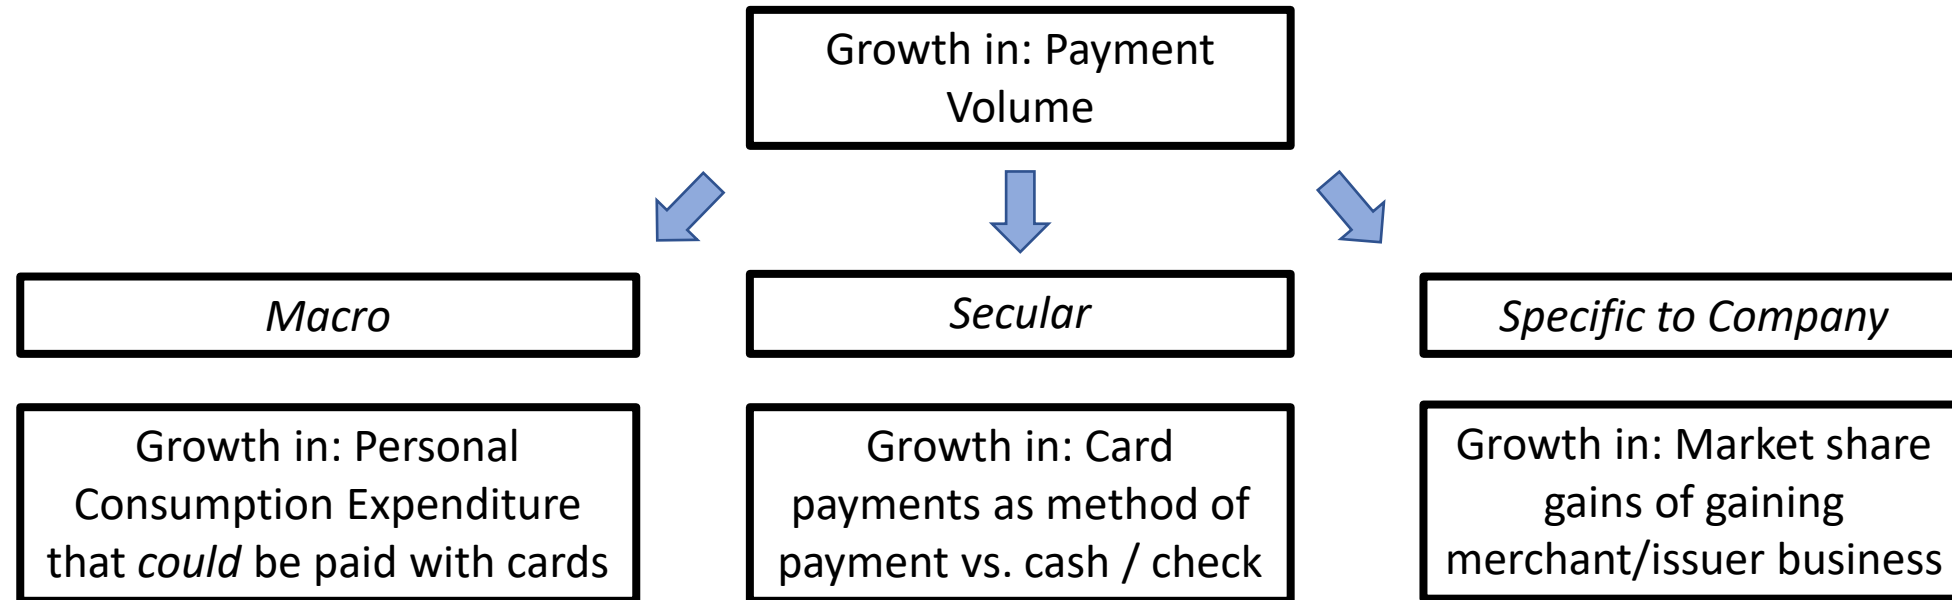 Growth in: Payment
Volume
Macro
Secular
Specific to Company
Growth in: Personal
Consumption Expenditure
that could be paid with cards
Growth in: Card
payments as method of
payment vs. cash / check
Growth in: Market share
gains of gaining
merchant/issuer business